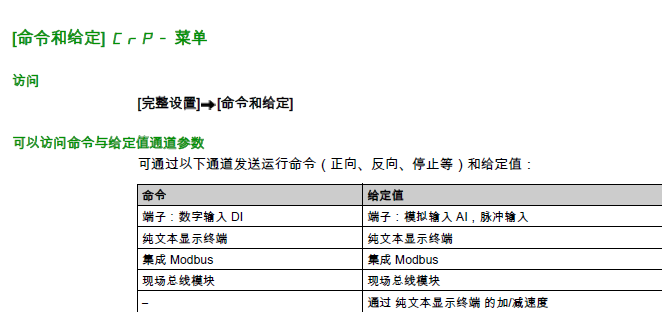 [命令和给定] CrP- 菜单
访问
[完整设置]➡[命令和给定]
可以访问命令与给定值通道参数
可通过以下通道发送运行命令（正向、反向、停止等）和给定值：
命令 给定值
端子：数字输入 DI 端子：模拟输入 AI，脉冲输入
纯文本显示终端 纯文本显示终端
集成 Modbus 集成 Modbus
现场总线模块 现场总线模块
– 通过 纯文本显示终端 的加/减速度